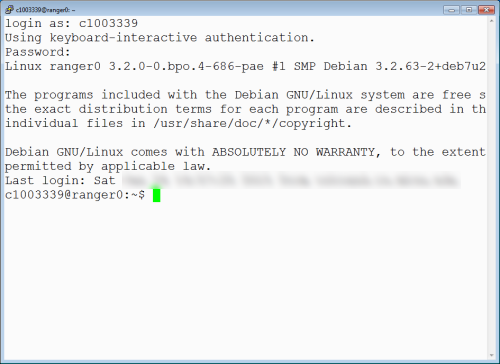 c1003339@ranger0: ~
login as: c1003339
Using keyboard-interactive authentication.
Password:
Linux ranger0 3.2.0-0.bpo.4-686-pae #1 SMP Debian 3.2.63-2+deb7u2
The programs included with the Debian GNU/Linux system are free s
the exact distribution terms for each program are described in th
individual files in /usr/share/doc/*/copyright.
Debian GNU/Linux comes with ABSOLUTELY NO WARRANTY, to the extent
permitted by applicable law.
Last login: Sat
c1003339@ranger0:~$